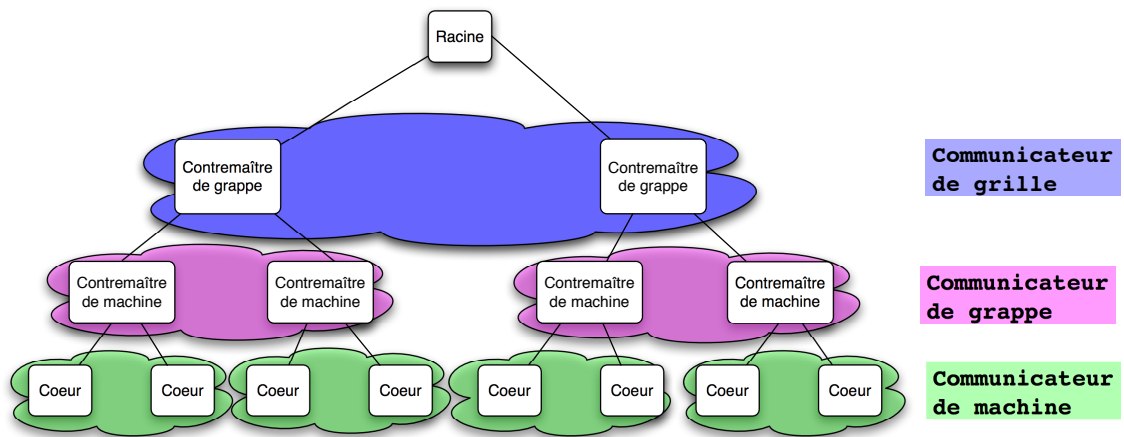 Racine
Contremaître
de grappe
Contremaître
de grappe
Communicateur
de grille
Contremaître
de machine
Contremaître
de machine
Contremaître
de machine
Contremaître
de machine
Communicateur
de grappe
Coeur
Coeur
Coeur
Coeur
Coeur
Coeur
Coeur
Coeur
Communicateur
de machine